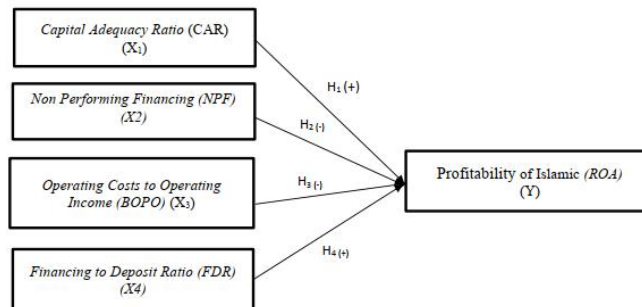 Capital Adequacy Ratio (CAR)
(X₁)
H₁ (+)
Non Performing Financing (NPF)
(X2)
H₂ (-)
Profitability of Islamic (ROA)
(Y)
Operating Costs to Operating
Income (BOPO) (X₃)
H₃ (-)
Financing to Deposit Ratio (FDR)
(X4)
H₄ (+)